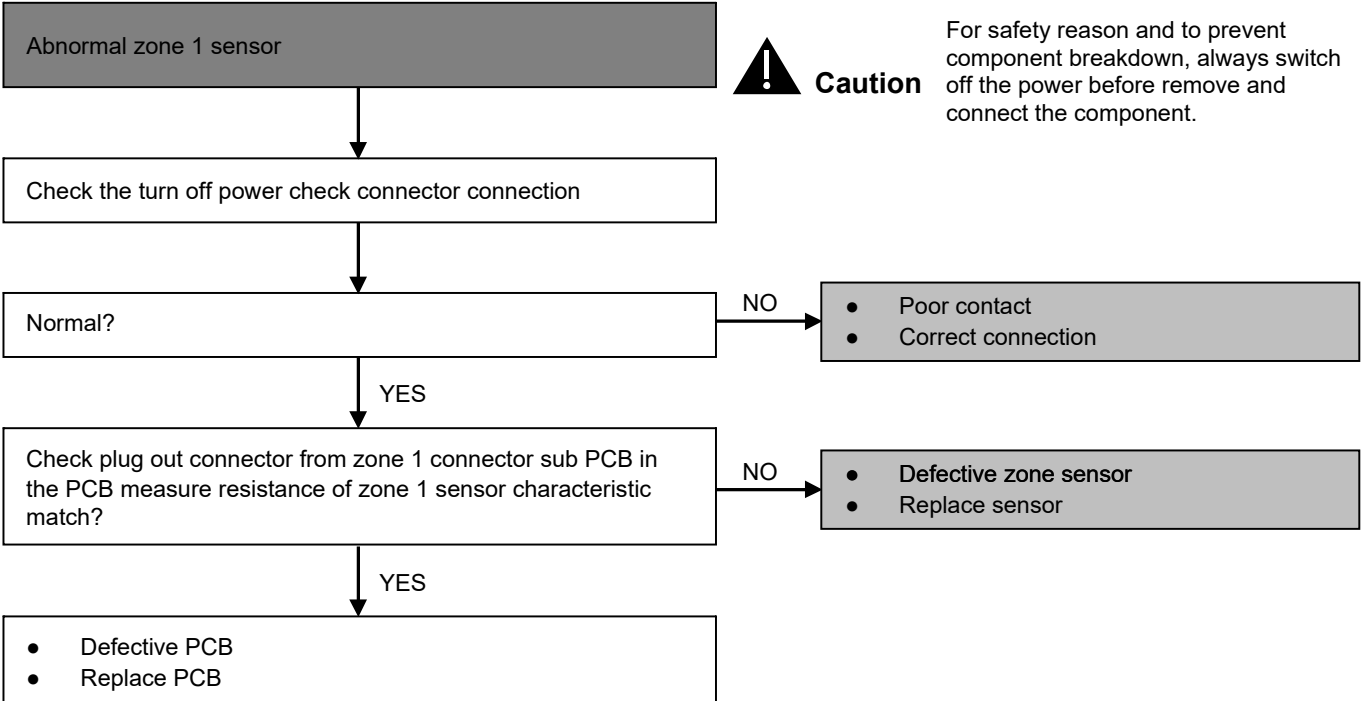 Abnormal zone 1 sensor
Caution
For safety reason and to prevent
component breakdown, always switch
off the power before remove and
connect the component.
Check the turn off power check connector connection
Normal?
NO
● Poor contact
● Correct connection
YES
Check plug out connector from zone 1 connector sub PCB in
the PCB measure resistance of zone 1 sensor characteristic
match?
NO
● Defective zone sensor
● Replace sensor
YES
● Defective PCB
● Replace PCB